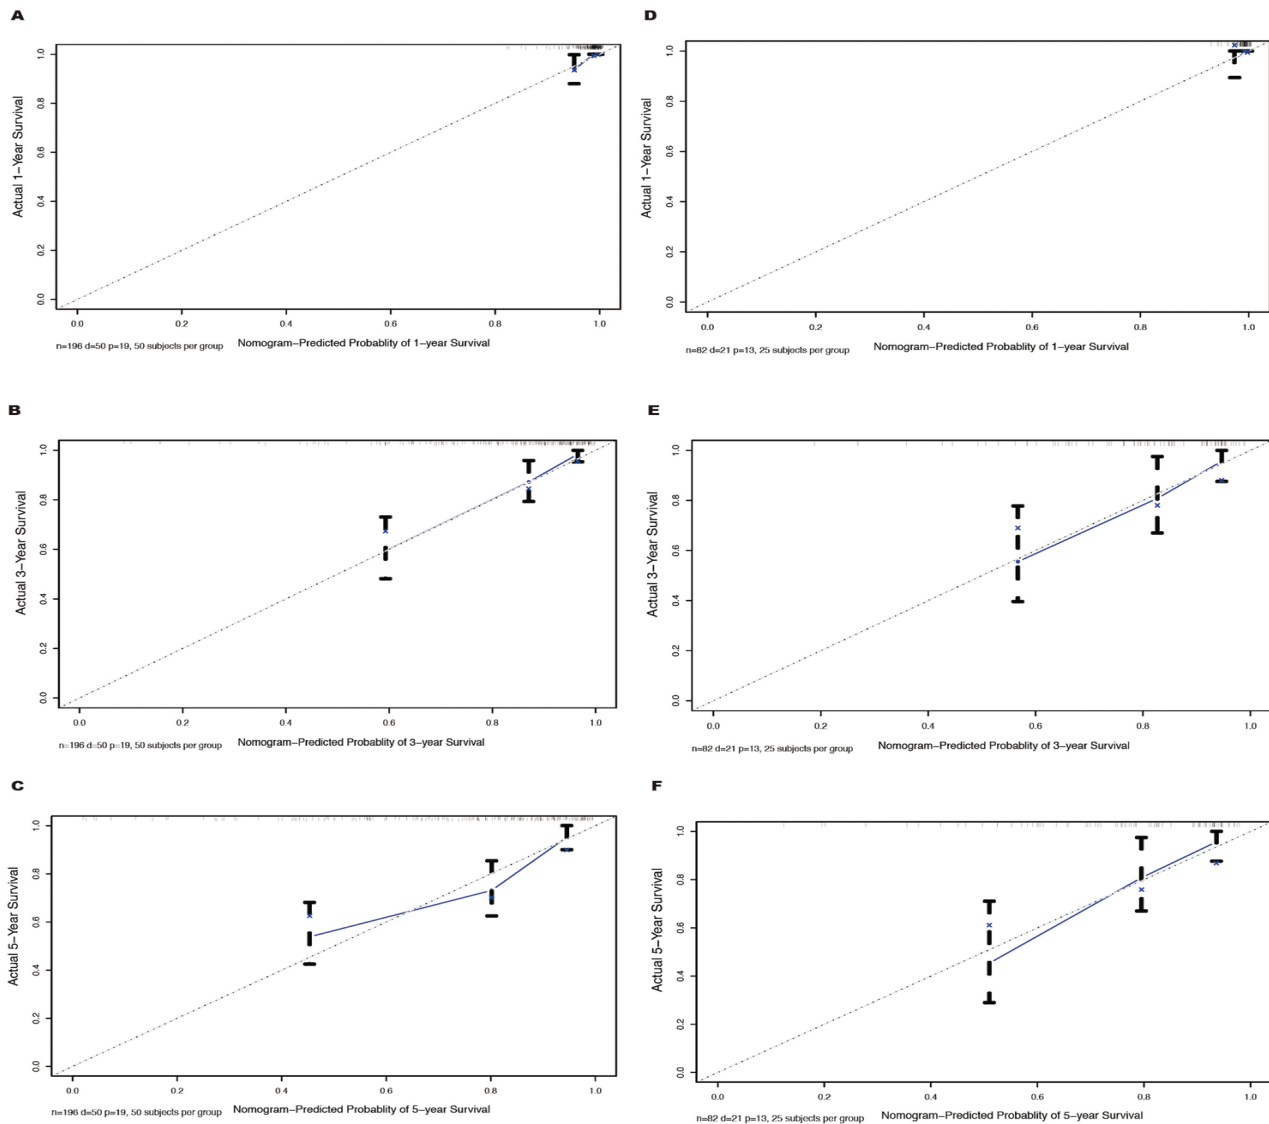 A
Actual 1−Year Survival
1.0
0.8
0.6
0.4
0.2
0.0
0.0 0.2 0.4 0.6 0.8 1.0
n=196 d=50 p=19, 50 subjects per group Nomogram−Predicted Probablity of 1−year Survival
D
Actual 1−Year Survival
1.0
0.8
0.6
0.4
0.2
0.0
0.0 0.2 0.4 0.6 0.8 1.0
n=82 d=21 p=13, 25 subjects per group Nomogram−Predicted Probablity of 1−year Survival
B
Actual 3−Year Survival
1.0
0.8
0.6
0.4
0.2
0.0
0.0 0.2 0.4 0.6 0.8 1.0
n=196 d=50 p=19, 50 subjects per group Nomogram−Predicted Probablity of 3−year Survival
E
Actual 3−Year Survival
1.0
0.8
0.6
0.4
0.2
0.0
0.0 0.2 0.4 0.6 0.8 1.0
n=82 d=21 p=13, 25 subjects per group Nomogram−Predicted Probablity of 3−year Survival
C
Actual 5−Year Survival
1.0
0.8
0.6
0.4
0.2
0.0
0.0 0.2 0.4 0.6 0.8 1.0
n=196 d=50 p=19, 50 subjects per group Nomogram−Predicted Probablity of 5−year Survival
F
Actual 5−Year Survival
1.0
0.8
0.6
0.4
0.2
0.0
0.0 0.2 0.4 0.6 0.8 1.0
n=82 d=21 p=13, 25 subjects per group Nomogram−Predicted Probablity of 5−year Survival